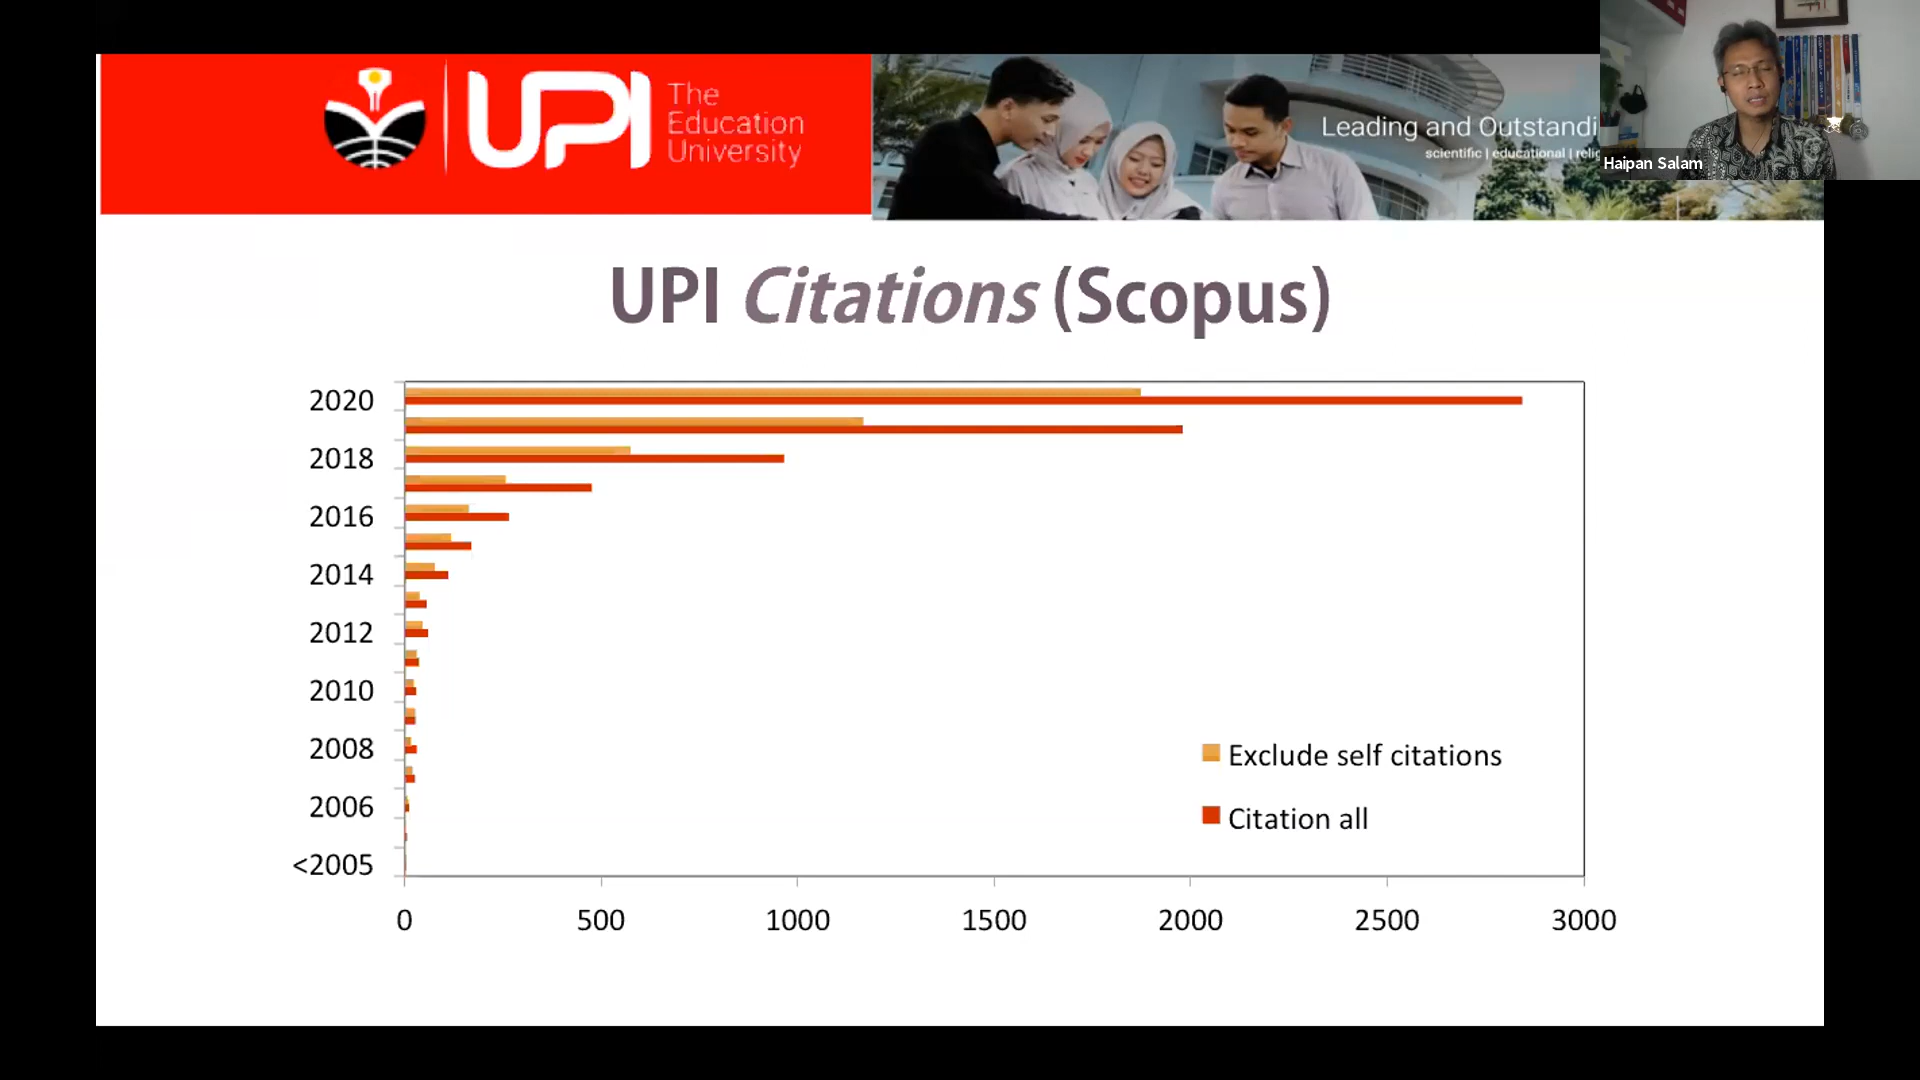 UPI
The
Education
University
Leading and Outstandi
scientific | educational |
Haipan Salam
UPI Citations (Scopus)
2020
2018
2016
2014
2012
2010
2008
2006
<2005
Exclude self citations
Citation all
0 500 1000 1500 2000 2500 3000